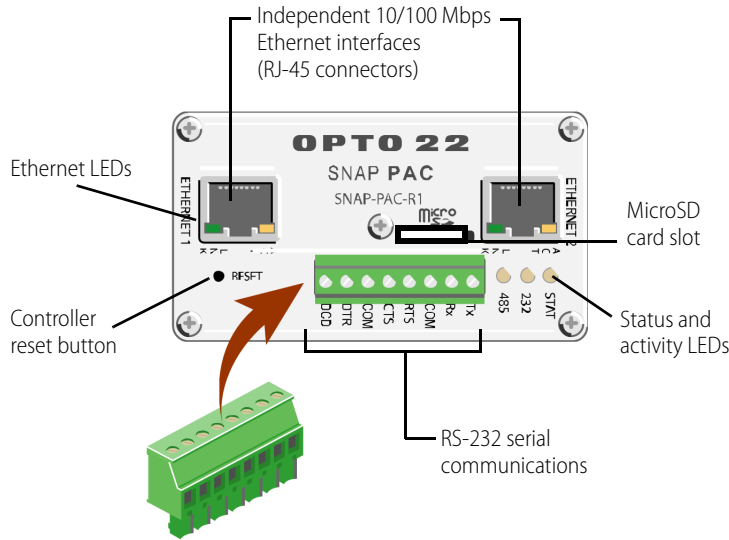 Independent 10/100 Mbps
Ethernet interfaces
(RJ-45 connectors)
OPTO 22
SNAP PAC
SNAP-PAC-R1
Micro
SD
Ethernet LEDs
ETHERNET 1
ETHERNET 2
MicroSD
card slot
RESET
DCD
DTR
COM
CTS
RTS
COM
Rx
Tx
485
232
STAT
Controller
reset button
Status and
activity LEDs
RS-232 serial
communications